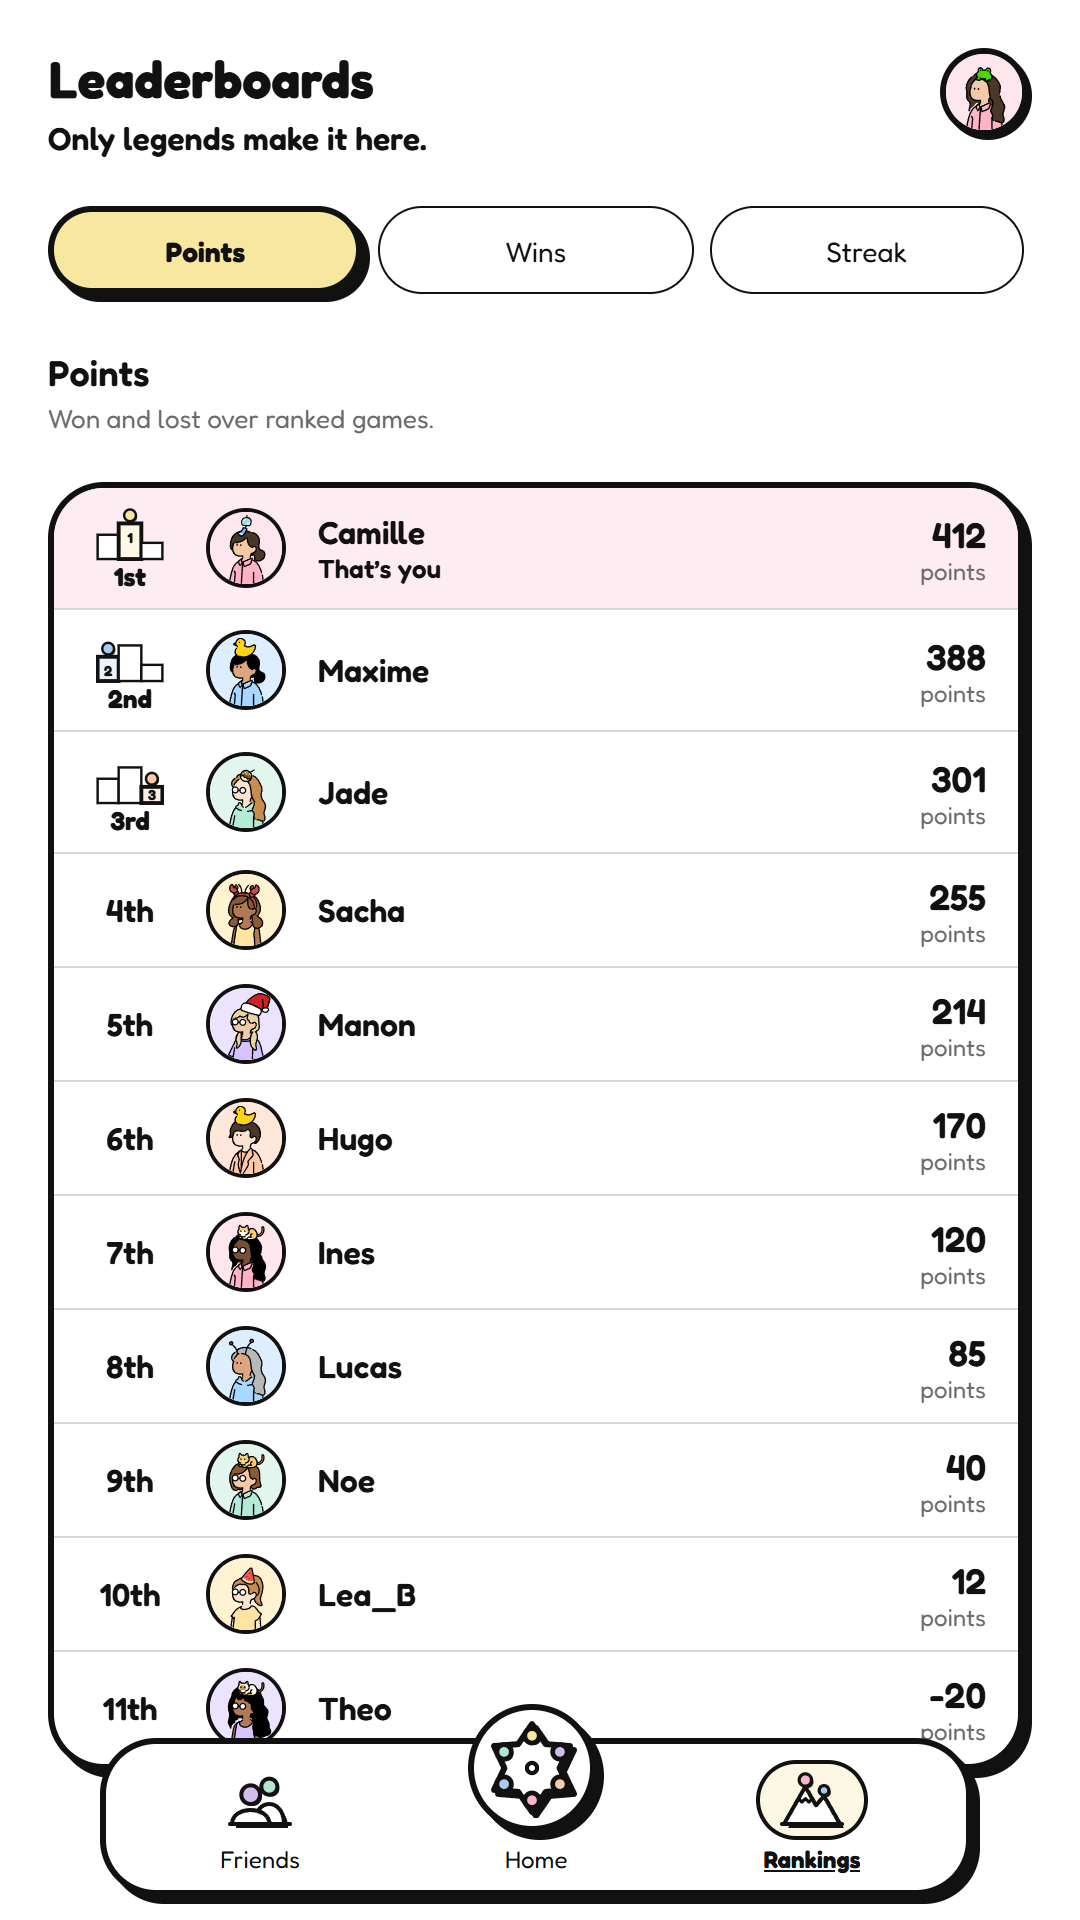 Leaderboards
Only legends make it here.
Points
Wins
Streak
Points
Won and lost over ranked games.
1
1st
Camille
That's you
412
points
2
2nd
Maxime
388
points
3
3rd
Jade
301
points
4th
Sacha
255
points
5th
Manon
214
points
6th
Hugo
170
points
7th
Ines
120
points
8th
Lucas
85
points
9th
Noe
40
points
10th
Lea__B
12
points
11th
Theo
-20
points
Friends
Home
Rankings